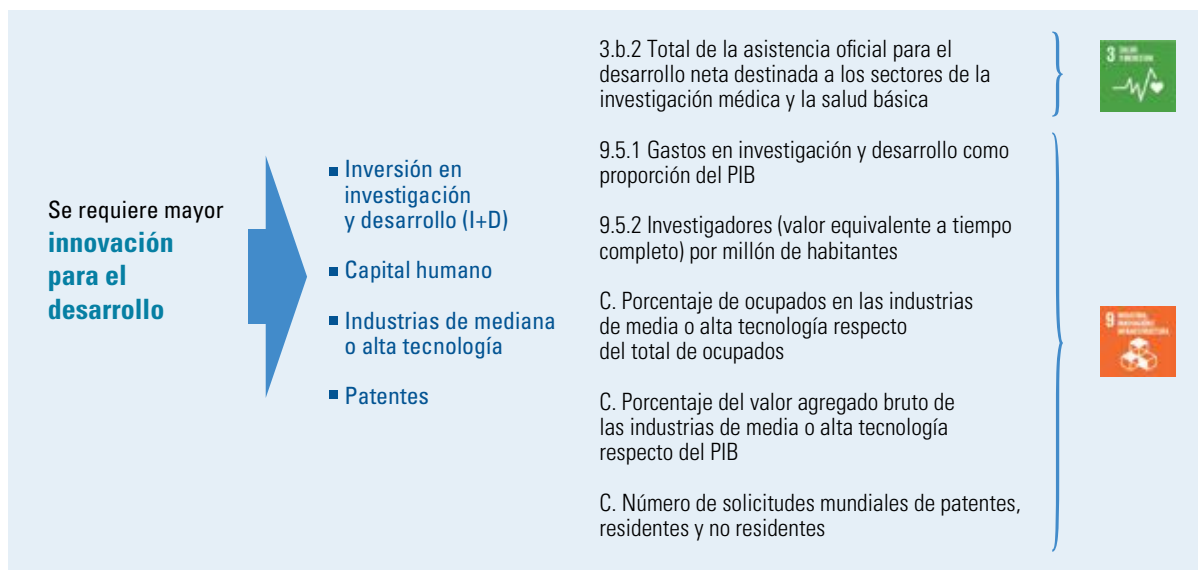 Se requiere mayor
innovación
para el
desarrollo
Inversión en
investigación
y desarrollo (I+D)
Capital humano
Industrias de mediana
o alta tecnología
Patentes
3.b.2 Total de la asistencia oficial para el
desarrollo neta destinada a los sectores de la
investigación médica y la salud básica
9.5.1 Gastos en investigación y desarrollo como
proporción del PIB
9.5.2 Investigadores (valor equivalente a tiempo
completo) por millón de habitantes
C. Porcentaje de ocupados en las industrias
de media o alta tecnología respecto
del total de ocupados
C. Porcentaje del valor agregado bruto de
las industrias de media o alta tecnología
respecto del PIB
C. Número de solicitudes mundiales de patentes,
residentes y no residentes
3 SALUD
Y BIENESTAR
9 INDUSTRIA,
INNOVACIÓN E
INFRAESTRUCTURA